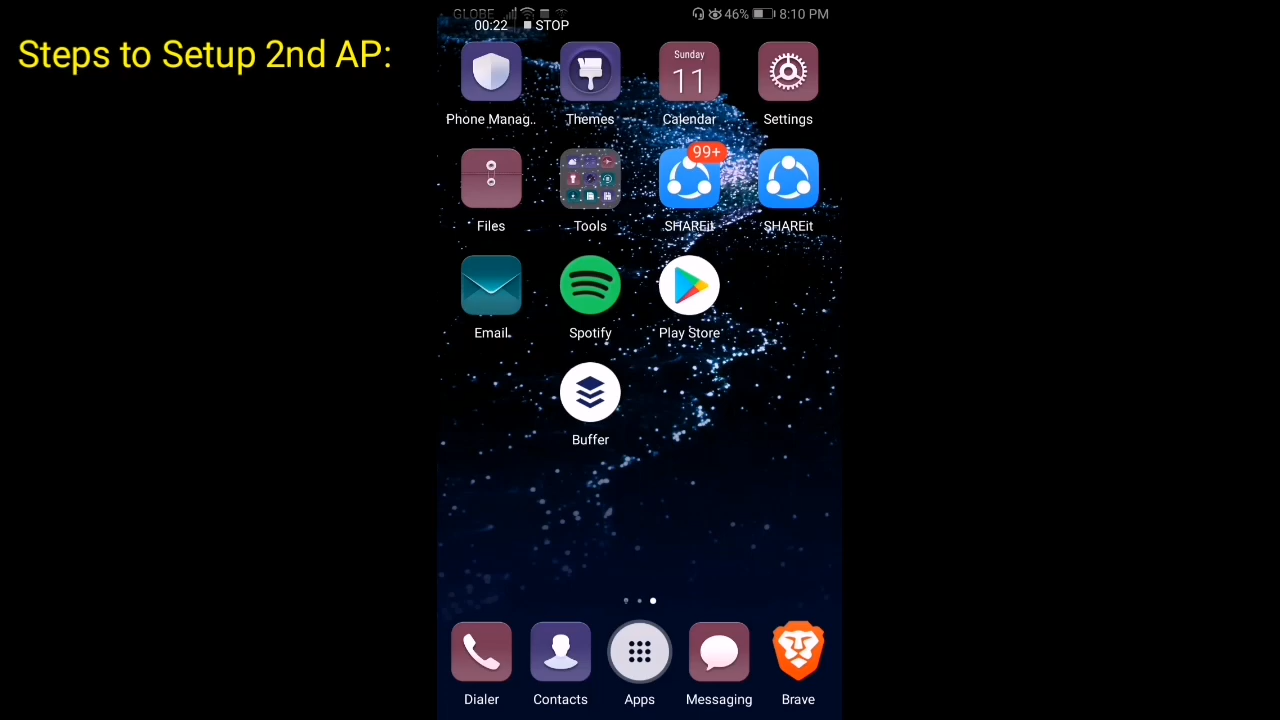 Steps to Setup 2nd AP:
GLOBE 46% 8:10 PM
00:22 STOP
Sunday
11
Phone Manag.. Themes Calendar Settings
99+
Files Tools SHAREit SHAREit
Email Spotify Play Store
Buffer
Dialer Contacts Apps Messaging Brave